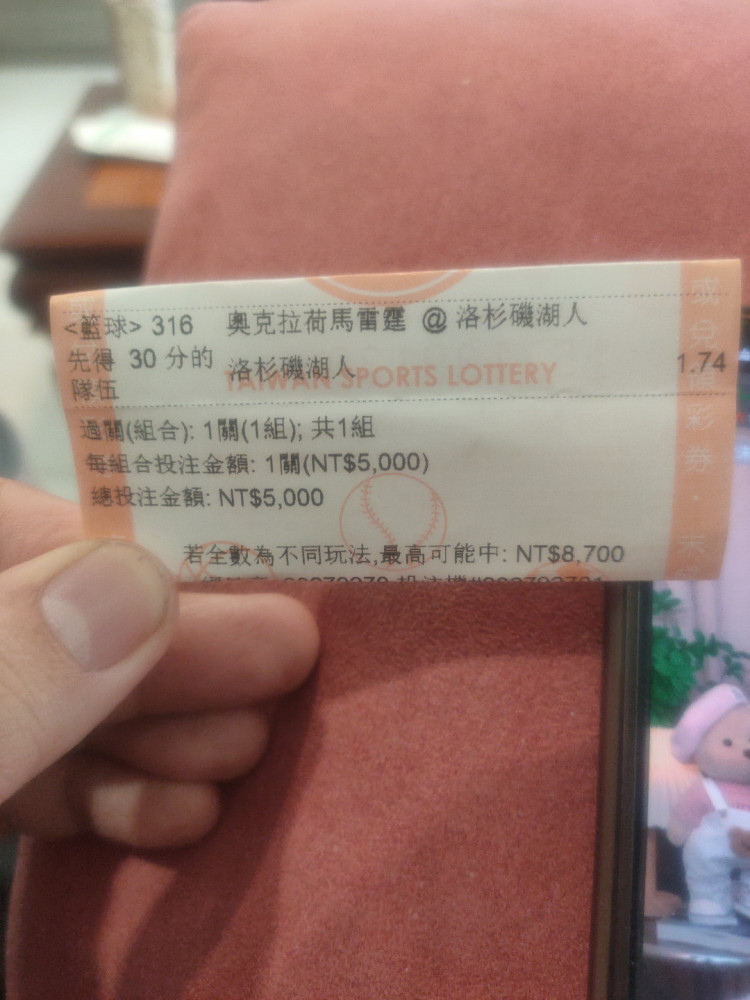 <籃球> 316 奧克拉荷馬雷霆 @ 洛杉磯湖人
先得 30 分的 洛杉磯湖人 1.74
隊伍
TAIWAN SPORTS LOTTERY
過關(組合): 1關(1組); 共1組
每組合投注金額: 1關(NT$5,000)
總投注金額: NT$5,000
若全數為不同玩法,最高可能中: NT$8,700
彩券